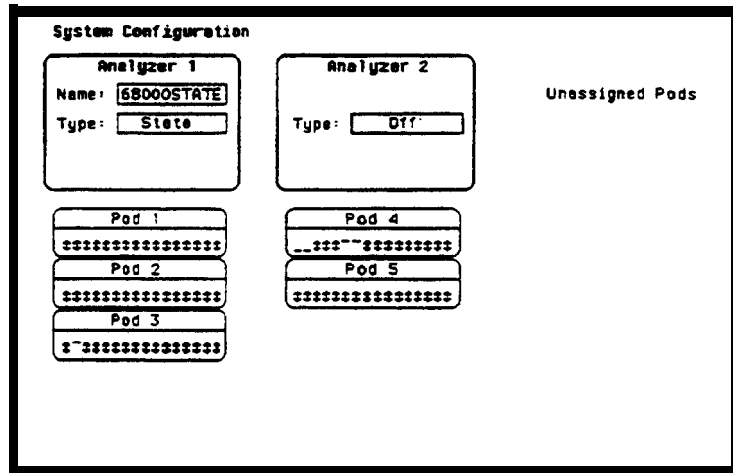 System Configuration
Analyzer 1
Name: 68000STATE
Type: State
Analyzer 2
Type: Off
Unassigned Pods
Pod 1
‡‡‡‡‡‡‡‡‡‡‡‡‡‡‡‡
Pod 2
‡‡‡‡‡‡‡‡‡‡‡‡‡‡‡‡
Pod 3
‡¯‡‡‡‡‡‡‡‡‡‡‡‡‡‡
Pod 4
__‡‡‡¯¯‡‡‡‡‡‡‡‡‡
Pod 5
‡‡‡‡‡‡‡‡‡‡‡‡‡‡‡‡